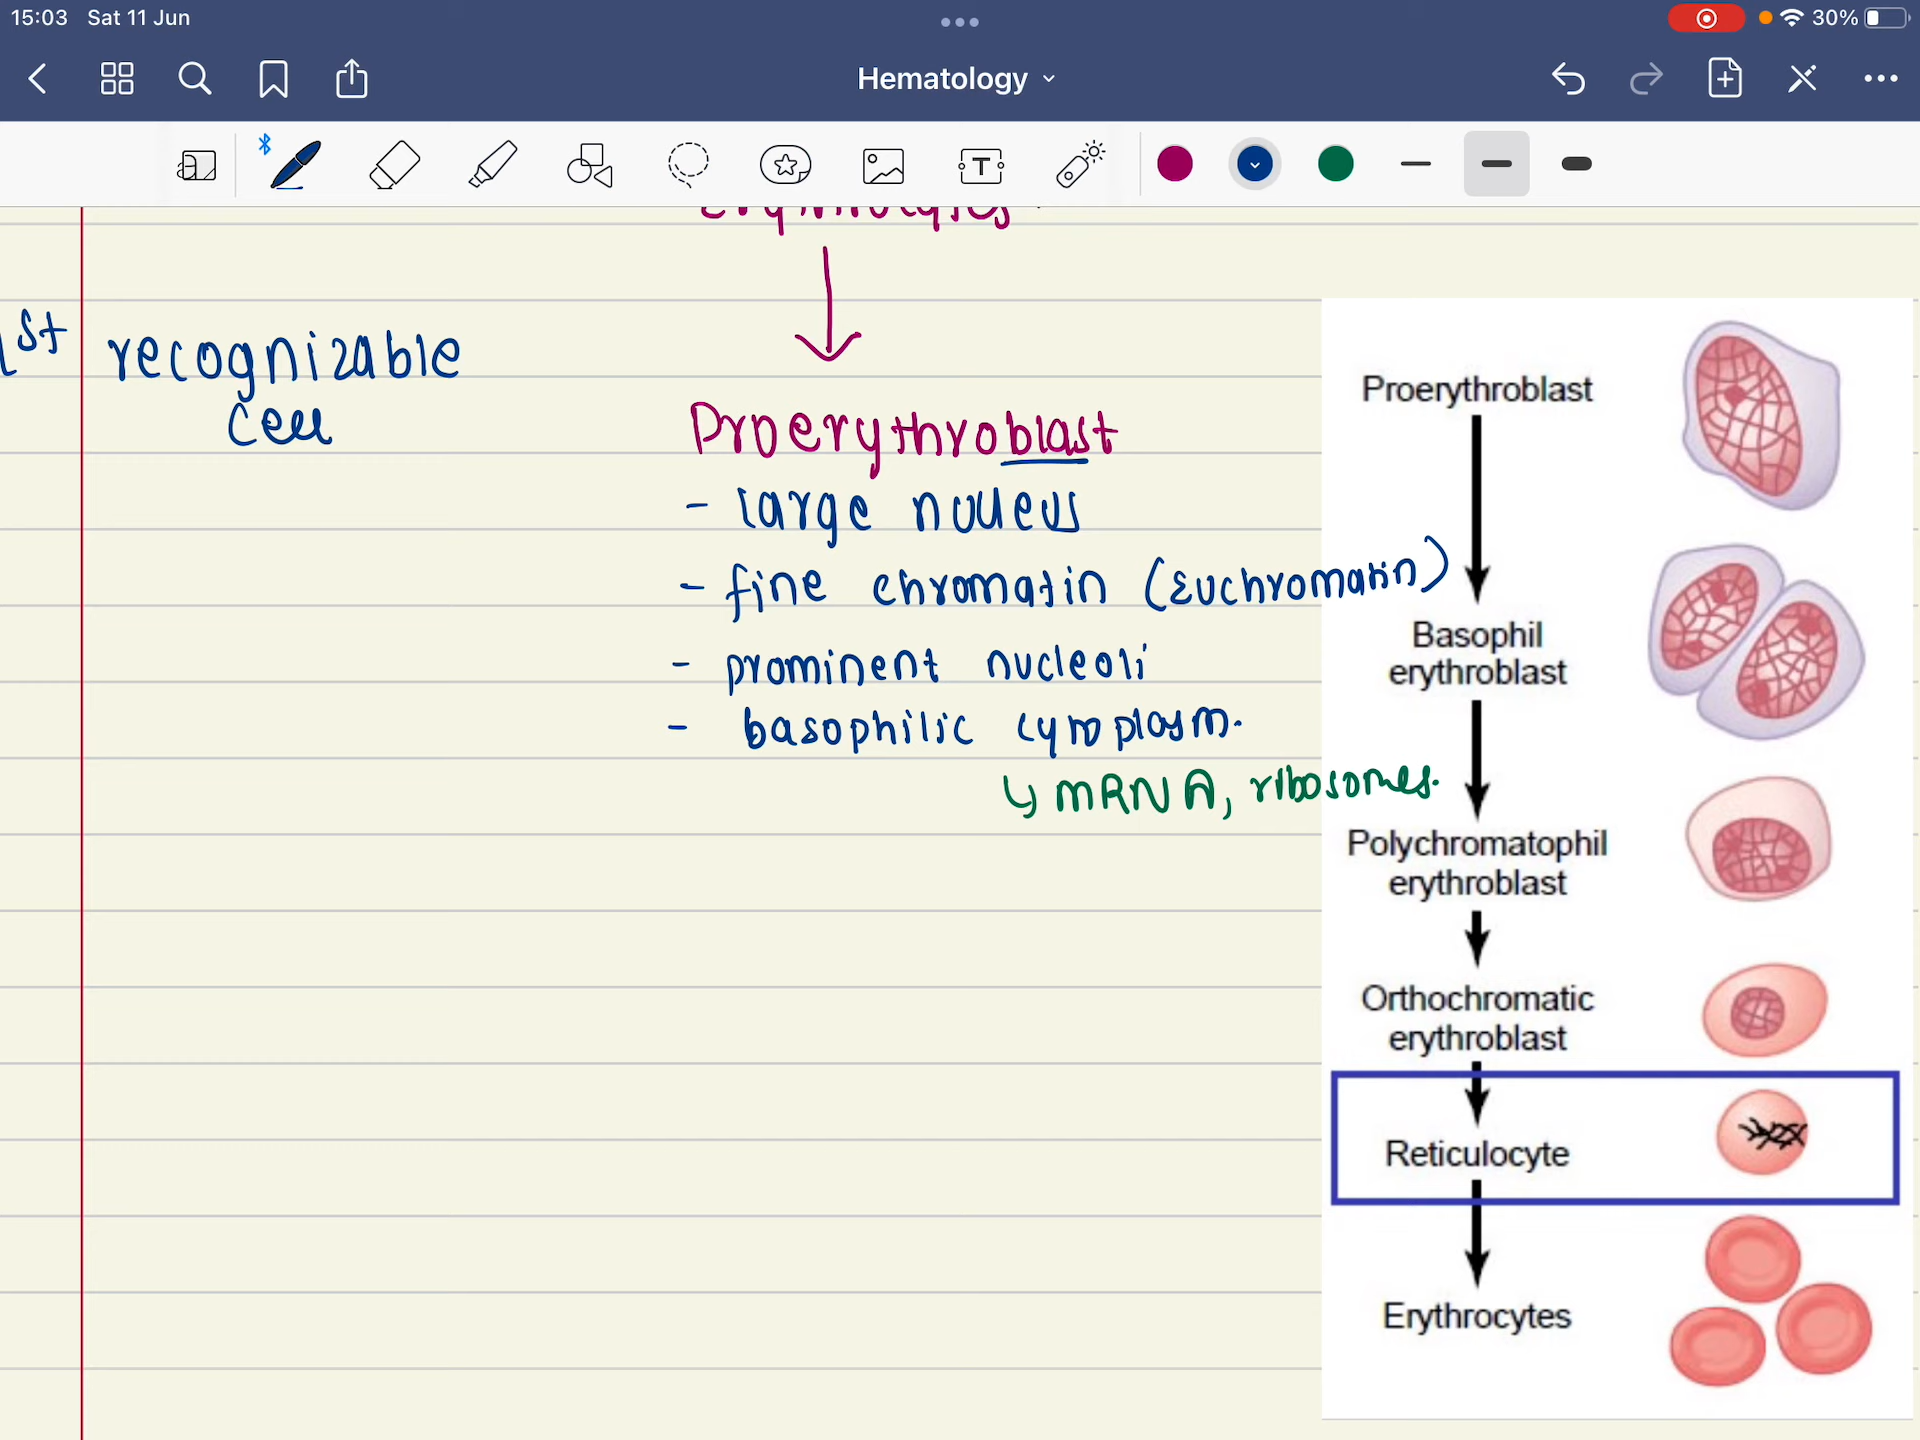 15:03 Sat 11 Jun
30%
Hematology
1st recognizable
cell
Proerythroblast
- large nucleus
- fine chromatin (Euchromatin)
- prominent nucleoli
- basophilic cytoplasm.
↳ mRNA, ribosomes.
Proerythroblast
Basophil
erythroblast
Polychromatophil
erythroblast
Orthochromatic
erythroblast
Reticulocyte
Erythrocytes